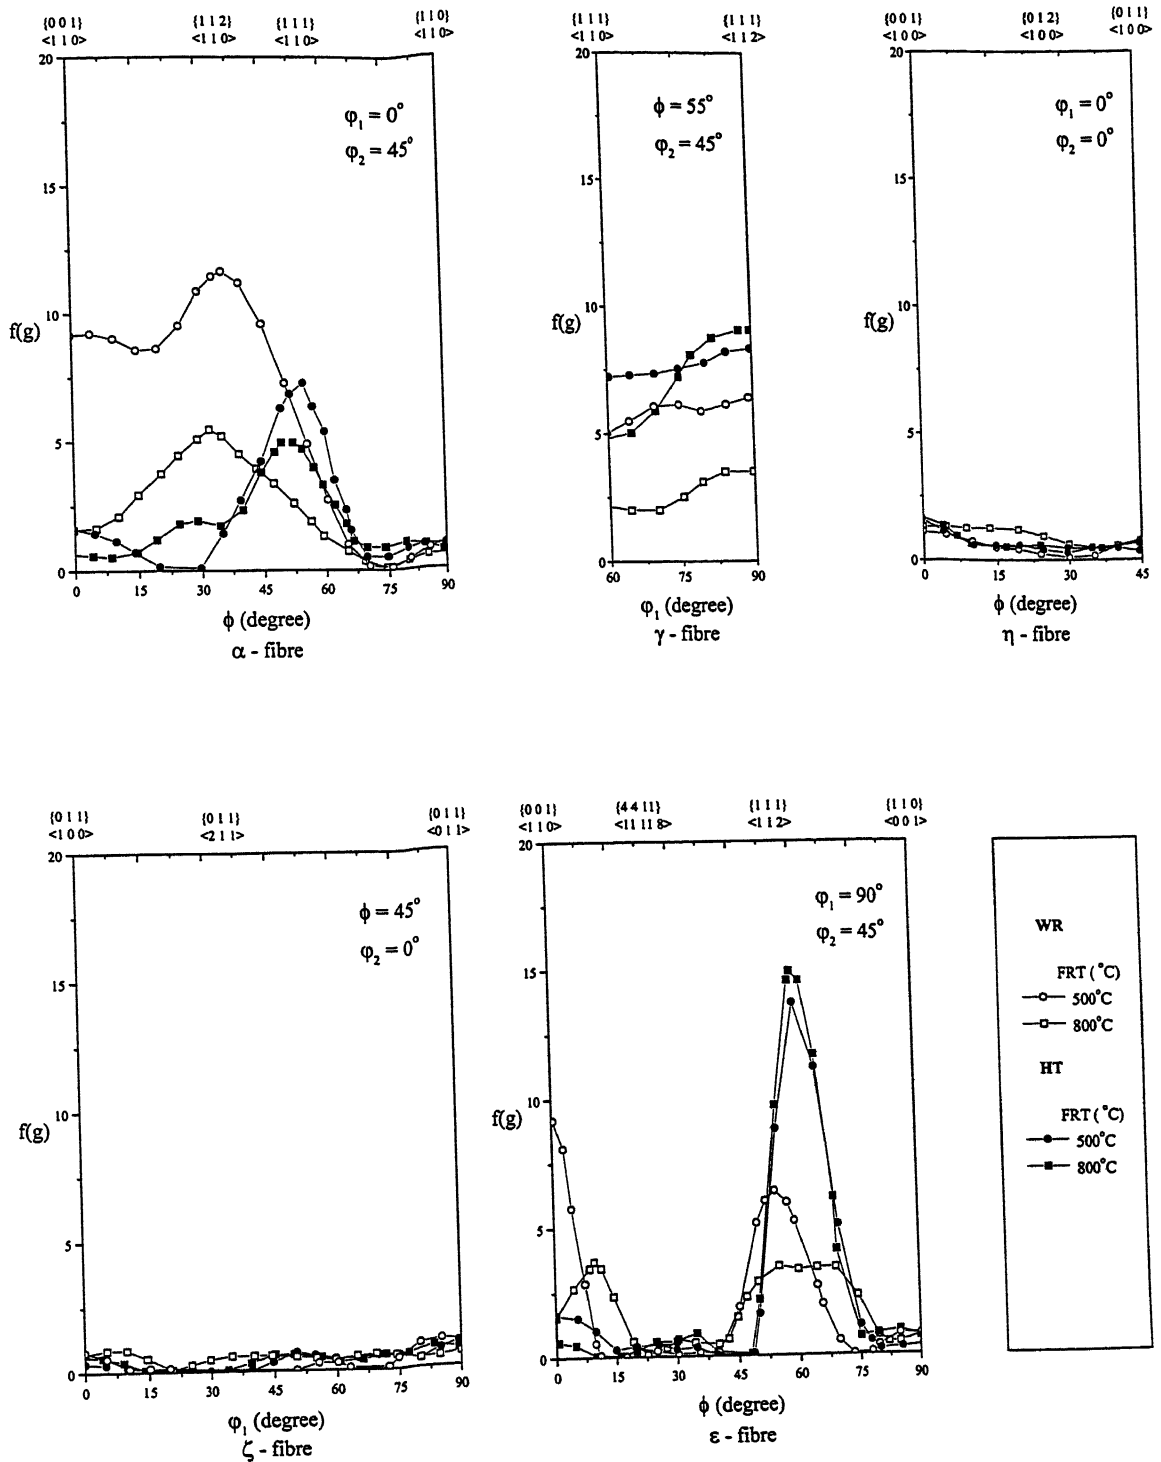 {0 0 1} {1 1 2} {1 1 1} {1 1 0}
<1 1 0> <1 1 0> <1 1 0> <1 1 0>
20
φ₁ = 0°
φ₂ = 45°
15
10
f(g)
5
0
0 15 30 45 60 75 90
ϕ (degree)
α - fibre
{1 1 1} {1 1 1}
<1 1 0> <1 1 2>
20
ϕ = 55°
φ₂ = 45°
15
10
f(g)
5
0
60 75 90
φ₁ (degree)
γ - fibre
{0 0 1} {0 1 2} {0 1 1}
<1 0 0> <1 0 0> <1 0 0>
20
φ₁ = 0°
φ₂ = 0°
15
10
f(g)
5
0
0 15 30 45
ϕ (degree)
η - fibre
{0 1 1} {0 1 1} {0 1 1}
<1 0 0> <2 1 1> <0 1 1>
20
ϕ = 45°
φ₂ = 0°
15
10
f(g)
5
0
0 15 30 45 60 75 90
φ₁ (degree)
ζ - fibre
{0 0 1} {4 4 11} {1 1 1} {1 1 0}
<1 1 0> <11 11 8> <1 1 2> <0 0 1>
20
φ₁ = 90°
φ₂ = 45°
15
10
f(g)
5
0
0 15 30 45 60 75 90
ϕ (degree)
ε - fibre
WR
FRT (°C)
500°C
800°C
HT
FRT (°C)
500°C
800°C